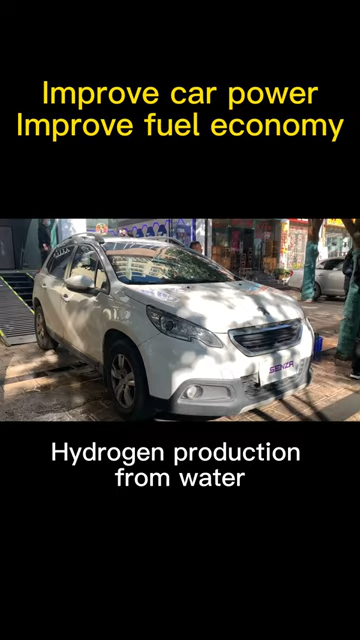 Improve car power
Improve fuel economy
SENZA
Hydrogen production
from water